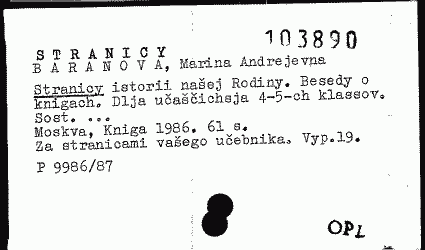 103890
STRANICY
BARANOVA, Marina Andrejevna
Stranicy istorii našej Rodiny. Besedy o
knigach. Dlja učaščichsja 4-5-ch klassov.
Sost. ...
Moskva, Kniga 1986. 61 s.
Za stranicami vašego učebnika. Vyp.19.
P 9986/87
OPL